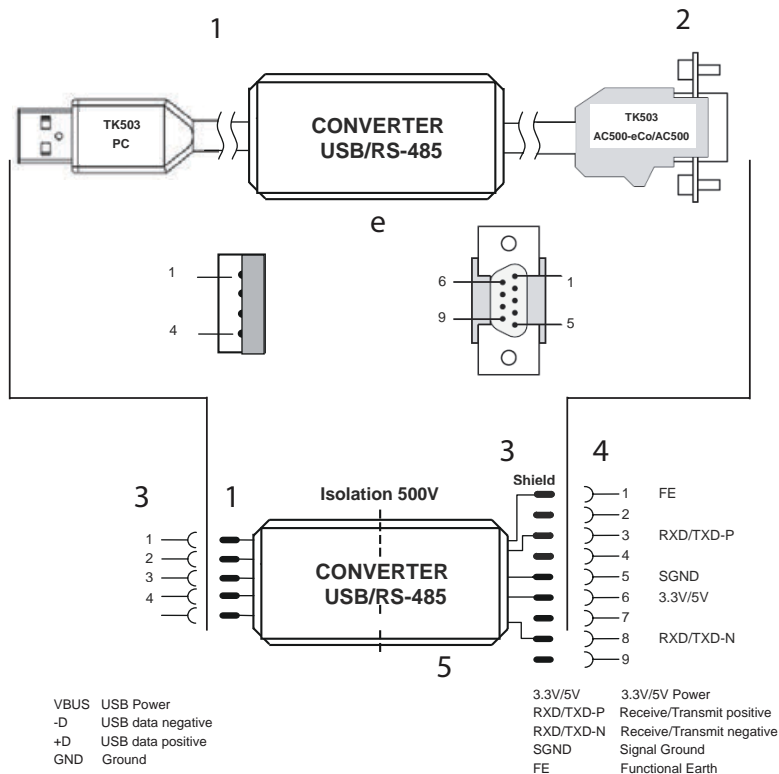 1
2
TK503
PC
CONVERTER
USB/RS-485
TK503
AC500-eCo/AC500
e
1
4
6
9
1
5
3
1
Isolation 500V
3
Shield
4
1
2
3
4
CONVERTER
USB/RS-485
5
1 FE
2
3 RXD/TXD-P
4
5 SGND
6 3.3V/5V
7
8 RXD/TXD-N
9
VBUS USB Power
-D USB data negative
+D USB data positive
GND Ground
3.3V/5V 3.3V/5V Power
RXD/TXD-P Receive/Transmit positive
RXD/TXD-N Receive/Transmit negative
SGND Signal Ground
FE Functional Earth